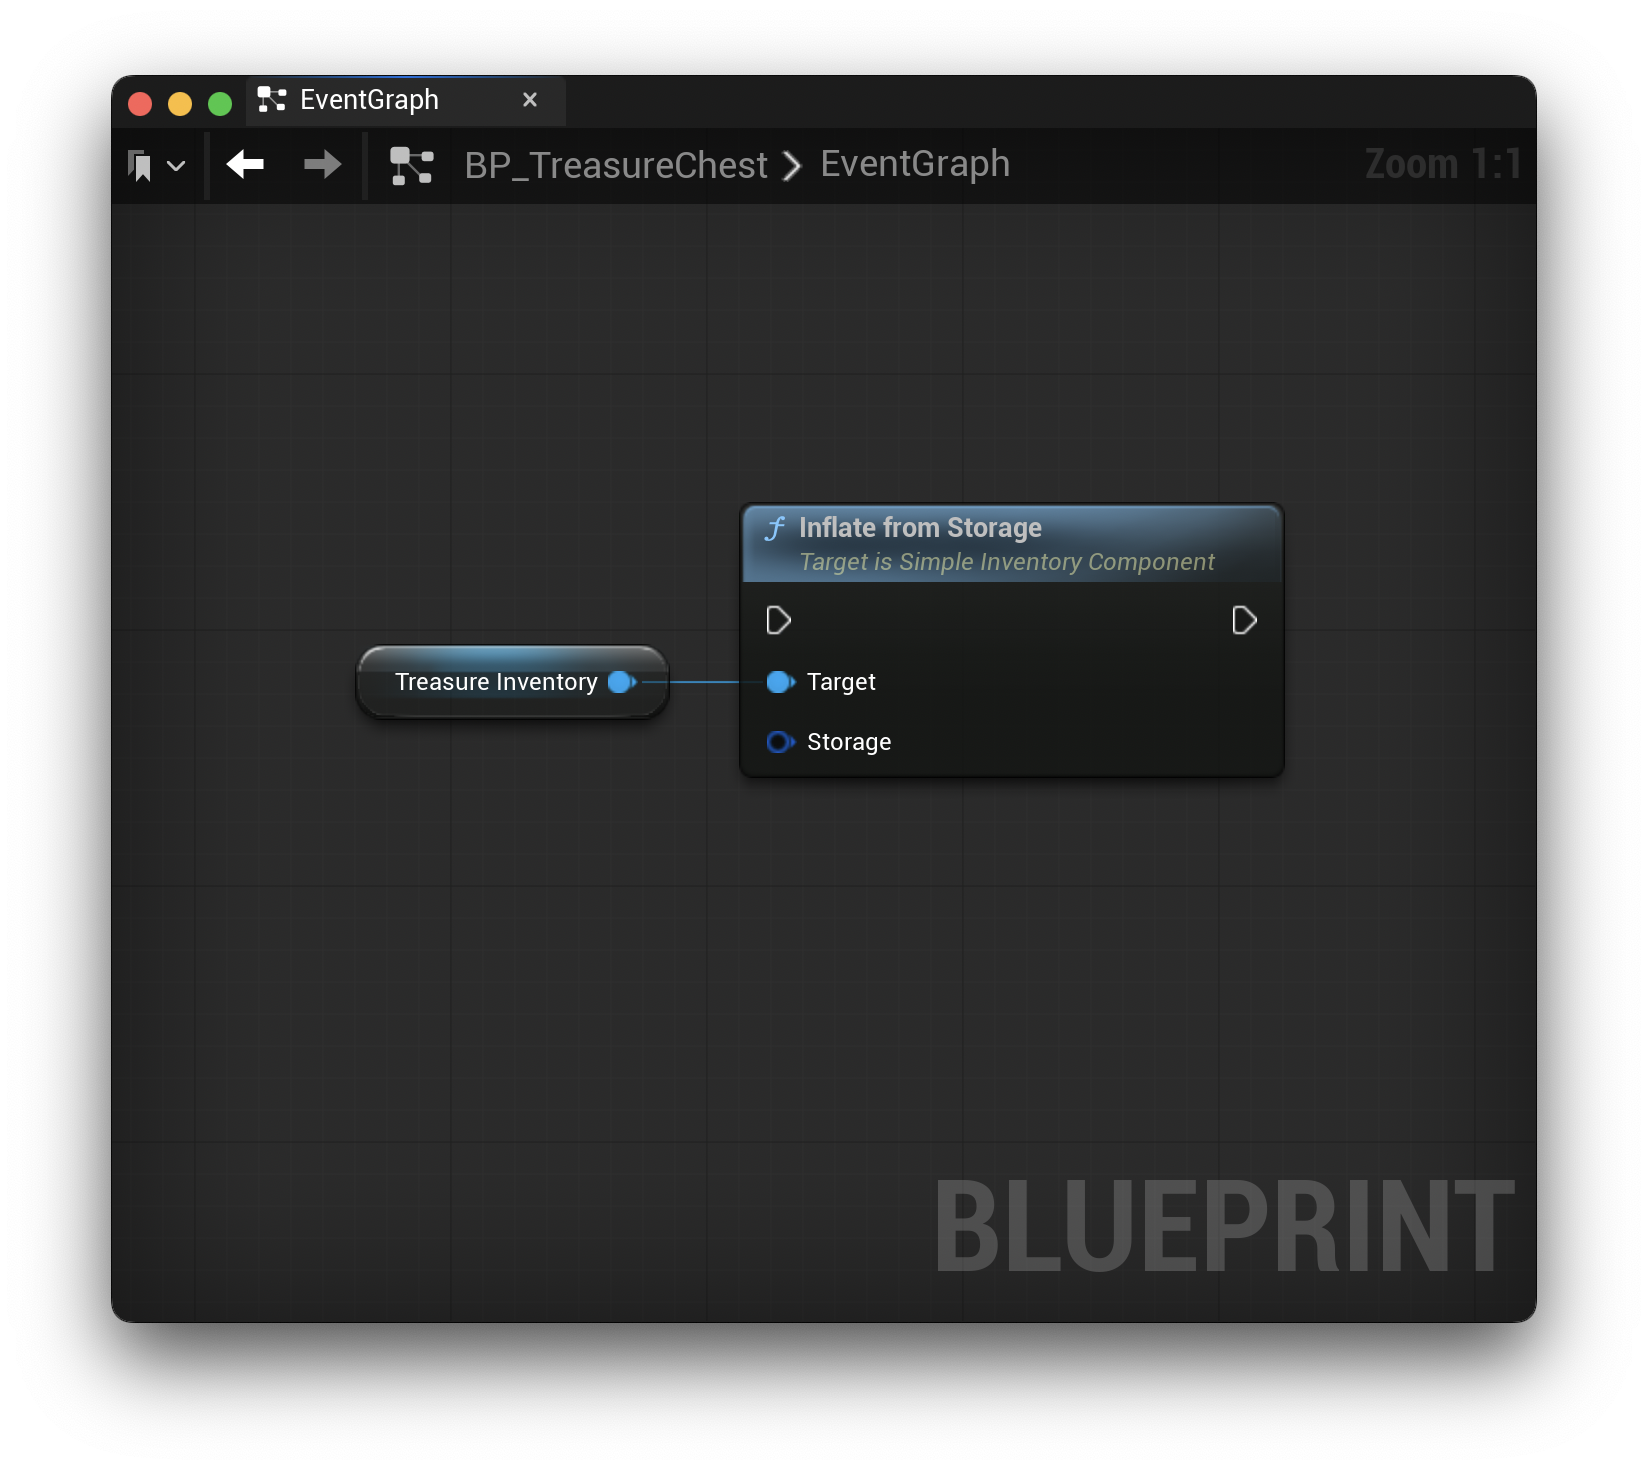 EventGraph
BP_TreasureChest
EventGraph
Zoom 1:1
Inflate from Storage
Target is Simple Inventory Component
Treasure Inventory
Target
Storage
BLUEPRINT